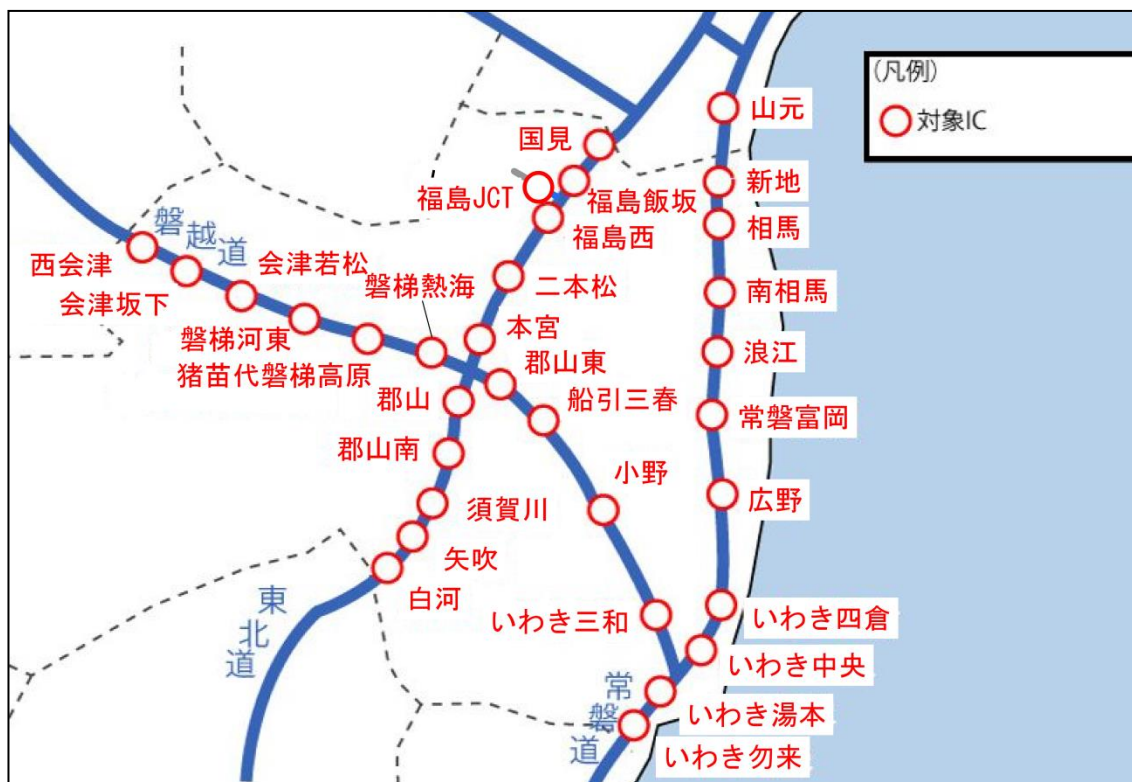 (凡例)
対象IC
山元
国見
福島JCT
福島飯坂
新地
福島西
相馬
磐越道
西会津
会津若松
会津坂下
磐梯熱海
二本松
南相馬
磐梯河東
本宮
浪江
猪苗代磐梯高原
郡山東
郡山
船引三春
常磐富岡
郡山南
小野
広野
須賀川
矢吹
白河
東北道
いわき三和
いわき四倉
いわき中央
常磐道
いわき湯本
いわき勿来